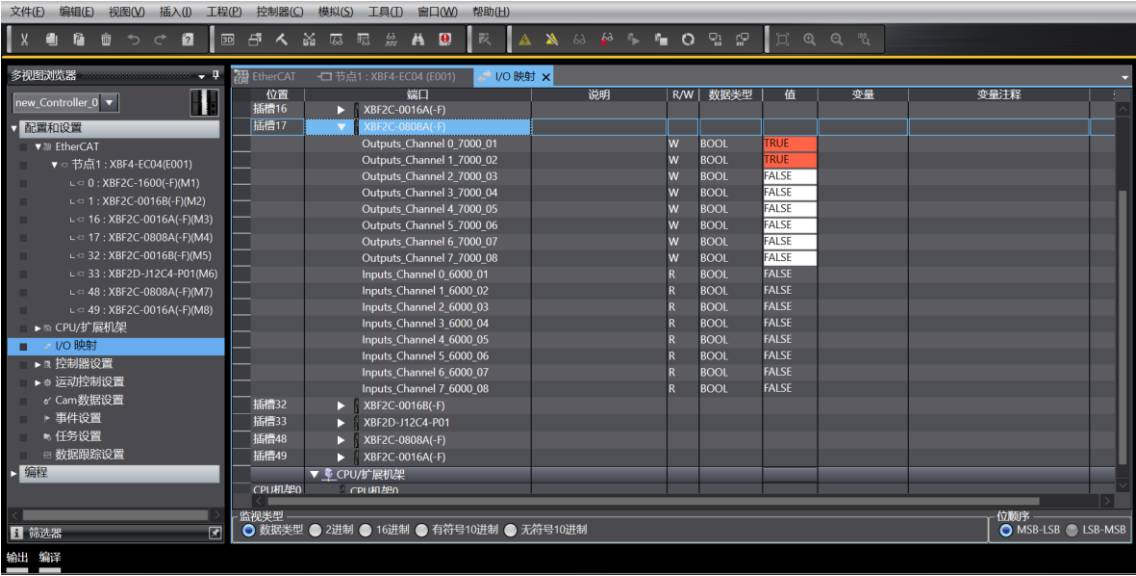 文件(F) 编辑(E) 视图(V) 插入(I) 工程(P) 控制器(C) 模拟(S) 工具(T) 窗口(W) 帮助(H)
多视图浏览器
new_Controller_0
配置和设置
EtherCAT
节点1 : XBF4-EC04(E001)
0 : XBF2C-1600(-F)(M1)
1 : XBF2C-0016B(-F)(M2)
16 : XBF2C-0016A(-F)(M3)
17 : XBF2C-0808A(-F)(M4)
32 : XBF2C-0016B(-F)(M5)
33 : XBF2D-J12C4-P01(M6)
48 : XBF2C-0808A(-F)(M7)
49 : XBF2C-0016A(-F)(M8)
CPU/扩展机架
I/O 映射
控制器设置
运动控制设置
Cam数据设置
事件设置
任务设置
数据跟踪设置
编程
筛选器
EtherCAT 节点1 : XBF4-EC04 (E001) I/O 映射
位置 端口 说明 R/W 数据类型 值 变量 变量注释
插槽16 XBF2C-0016A(-F)
插槽17 XBF2C-0808A(-F)
Outputs_Channel 0_7000_01 W BOOL TRUE
Outputs_Channel 1_7000_02 W BOOL TRUE
Outputs_Channel 2_7000_03 W BOOL FALSE
Outputs_Channel 3_7000_04 W BOOL FALSE
Outputs_Channel 4_7000_05 W BOOL FALSE
Outputs_Channel 5_7000_06 W BOOL FALSE
Outputs_Channel 6_7000_07 W BOOL FALSE
Outputs_Channel 7_7000_08 W BOOL FALSE
Inputs_Channel 0_6000_01 R BOOL FALSE
Inputs_Channel 1_6000_02 R BOOL FALSE
Inputs_Channel 2_6000_03 R BOOL FALSE
Inputs_Channel 3_6000_04 R BOOL FALSE
Inputs_Channel 4_6000_05 R BOOL FALSE
Inputs_Channel 5_6000_06 R BOOL FALSE
Inputs_Channel 6_6000_07 R BOOL FALSE
Inputs_Channel 7_6000_08 R BOOL FALSE
插槽32 XBF2C-0016B(-F)
插槽33 XBF2D-J12C4-P01
插槽48 XBF2C-0808A(-F)
插槽49 XBF2C-0016A(-F)
CPU/扩展机架
CPU机架0 CPU机架0
监视类型
数据类型 2进制 16进制 有符号10进制 无符号10进制
位顺序
MSB-LSB LSB-MSB
输出 编译